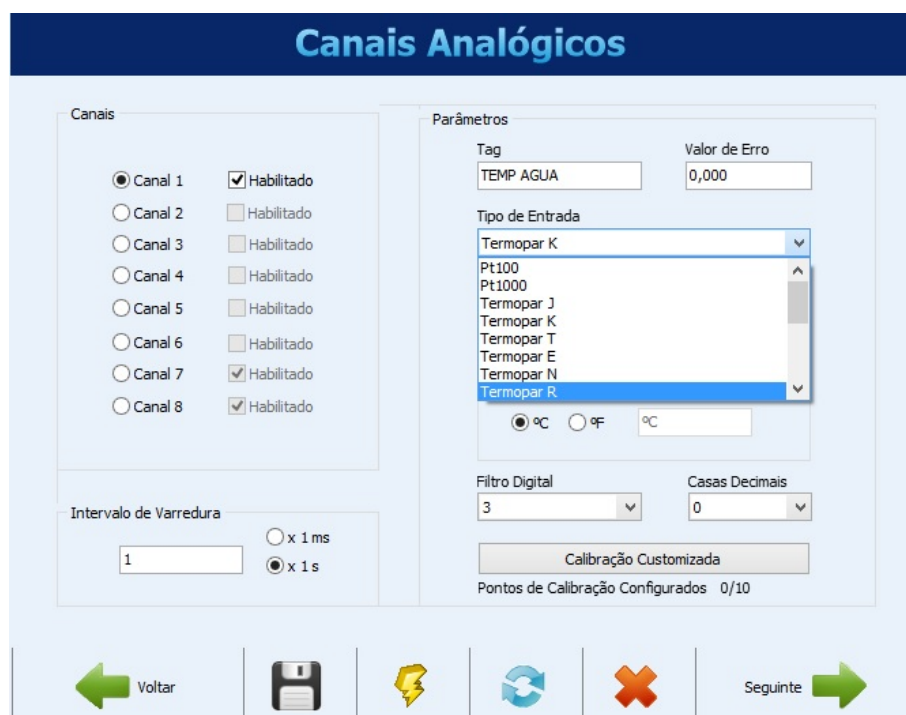 Canais Analógicos
Canais
Canal 1 Habilitado
Canal 2 Habilitado
Canal 3 Habilitado
Canal 4 Habilitado
Canal 5 Habilitado
Canal 6 Habilitado
Canal 7 Habilitado
Canal 8 Habilitado
Intervalo de Varredura
1
x 1 ms
x 1 s
Parâmetros
Tag Valor de Erro
TEMP AGUA 0,000
Tipo de Entrada
Termopar K
Pt100
Pt1000
Termopar J
Termopar K
Termopar T
Termopar E
Termopar N
Termopar R
ºC ºF ºC
Filtro Digital Casas Decimais
3 0
Calibração Customizada
Pontos de Calibração Configurados 0/10
Voltar Seguinte